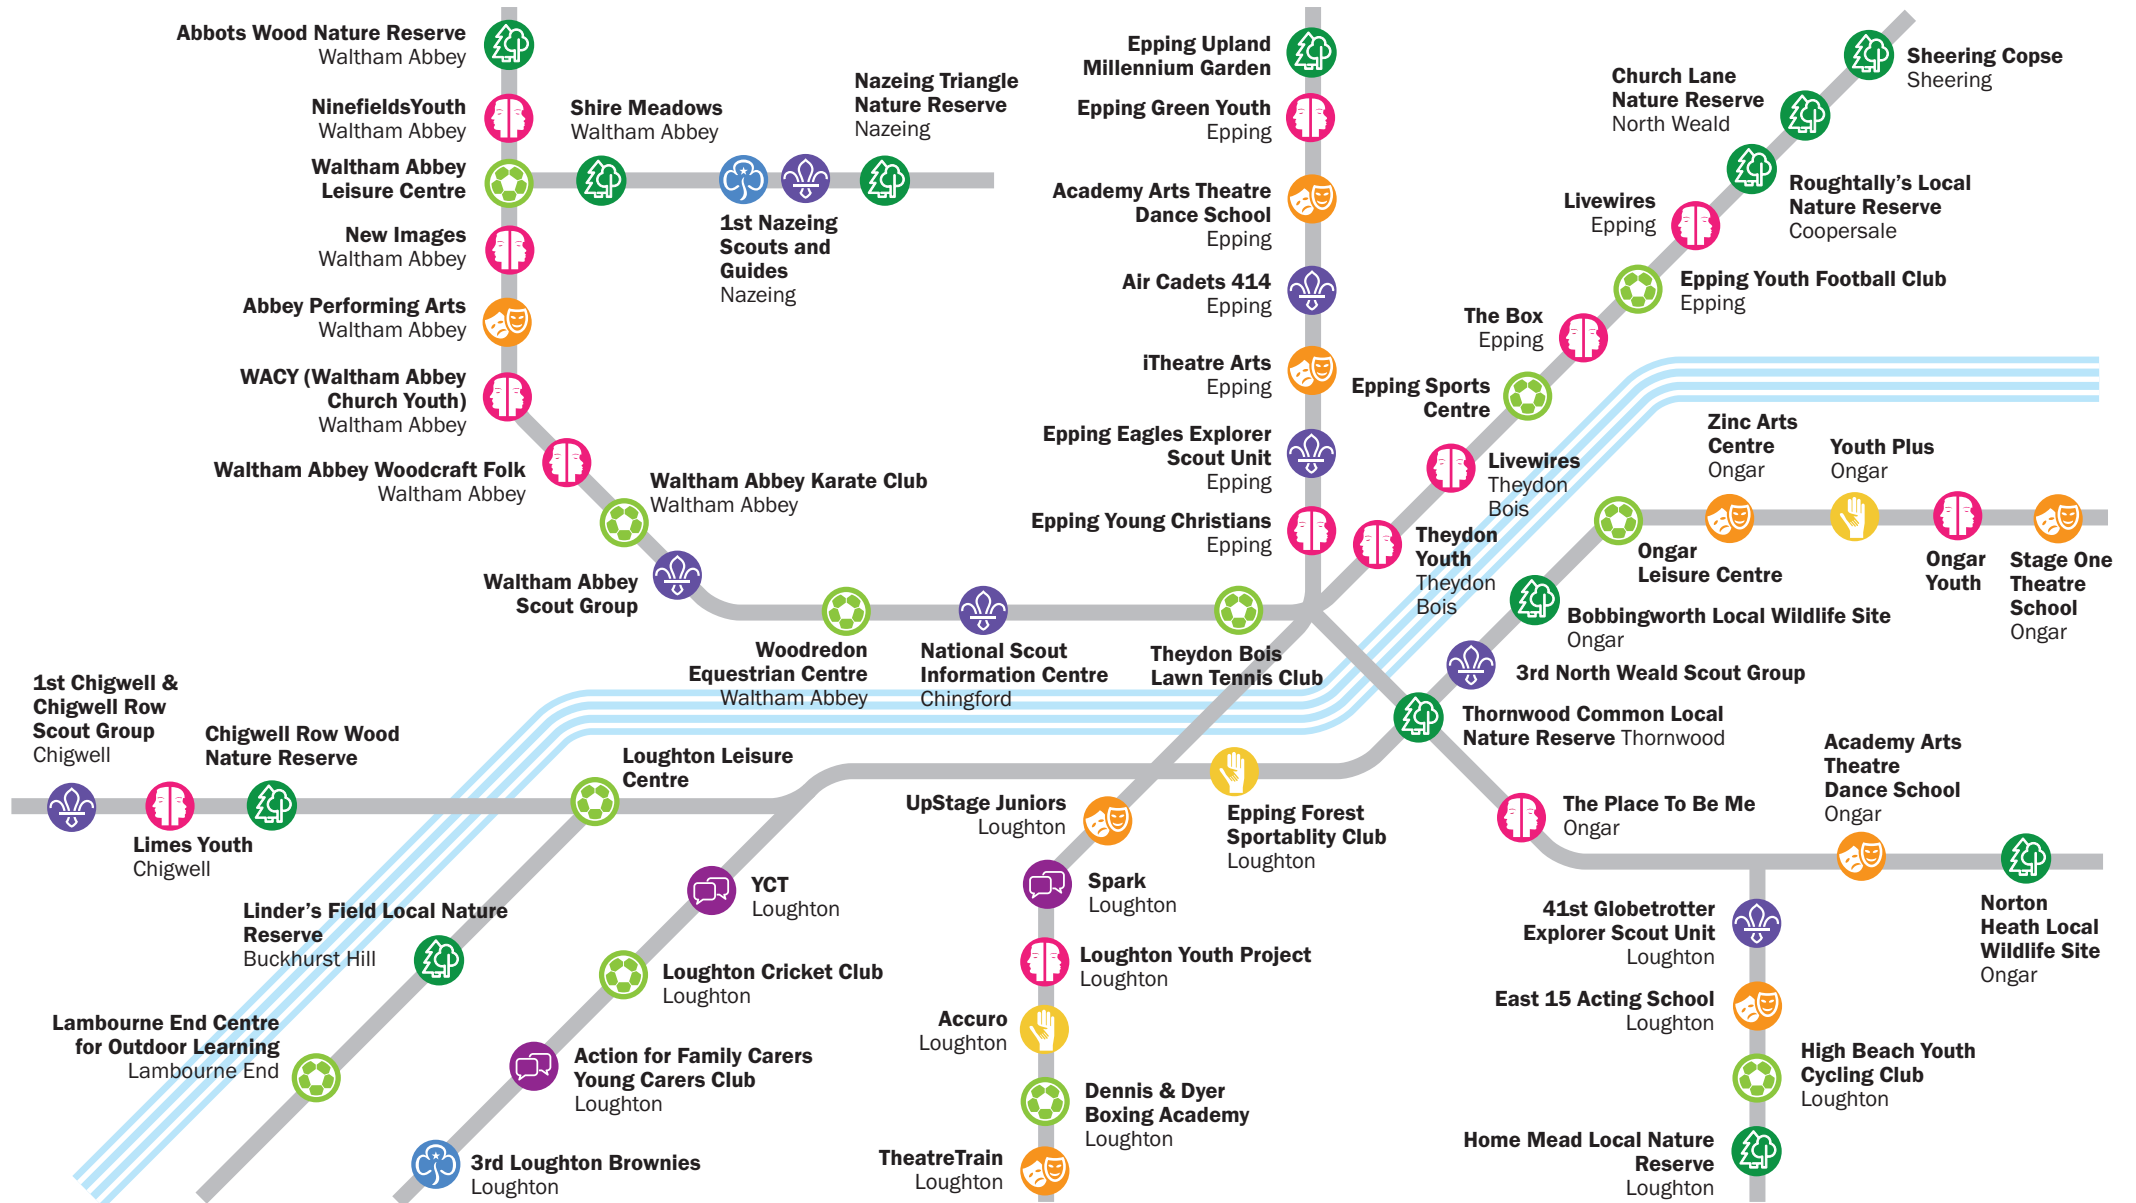 Abbots Wood Nature Reserve
Waltham Abbey
NinefieldsYouth
Waltham Abbey
Waltham Abbey
Leisure Centre
New Images
Waltham Abbey
Abbey Performing Arts
Waltham Abbey
WACY (Waltham Abbey
Church Youth)
Waltham Abbey
Waltham Abbey Woodcraft Folk
Waltham Abbey
Shire Meadows
Waltham Abbey
1st Nazeing
Scouts and
Guides
Nazeing
Nazeing Triangle
Nature Reserve
Nazeing
Waltham Abbey Karate Club
Waltham Abbey
Waltham Abbey
Scout Group
Woodredon
Equestrian Centre
Waltham Abbey
National Scout
Information Centre
Chingford
Theydon Bois
Lawn Tennis Club
Epping Upland
Millennium Garden
Epping Green Youth
Epping
Academy Arts Theatre
Dance School
Epping
Air Cadets 414
Epping
iTheatre Arts
Epping
Epping Eagles Explorer
Scout Unit
Epping
Epping Young Christians
Epping
Sheering Copse
Sheering
Church Lane
Nature Reserve
North Weald
Roughtally's Local
Nature Reserve
Coopersale
Livewires
Epping
Epping Youth Football Club
Epping
The Box
Epping
Epping Sports
Centre
Livewires
Theydon
Bois
Theydon
Youth
Theydon
Bois
Zinc Arts
Centre
Ongar
Youth Plus
Ongar
Ongar
Leisure Centre
Ongar
Youth
Stage One
Theatre
School
Ongar
Bobbingworth Local Wildlife Site
Ongar
3rd North Weald Scout Group
Thornwood Common Local
Nature Reserve Thornwood
The Place To Be Me
Ongar
Academy Arts
Theatre
Dance School
Ongar
Norton
Heath Local
Wildlife Site
Ongar
41st Globetrotter
Explorer Scout Unit
Loughton
East 15 Acting School
Loughton
High Beach Youth
Cycling Club
Loughton
Home Mead Local Nature
Reserve
Loughton
1st Chigwell &
Chigwell Row
Scout Group
Chigwell
Limes Youth
Chigwell
Chigwell Row Wood
Nature Reserve
Loughton Leisure
Centre
Linder's Field Local Nature
Reserve
Buckhurst Hill
Lambourne End Centre
for Outdoor Learning
Lambourne End
YCT
Loughton
Loughton Cricket Club
Loughton
Action for Family Carers
Young Carers Club
Loughton
3rd Loughton Brownies
Loughton
Epping Forest
Sportablity Club
Loughton
UpStage Juniors
Loughton
Spark
Loughton
Loughton Youth Project
Loughton
Accuro
Loughton
Dennis & Dyer
Boxing Academy
Loughton
TheatreTrain
Loughton